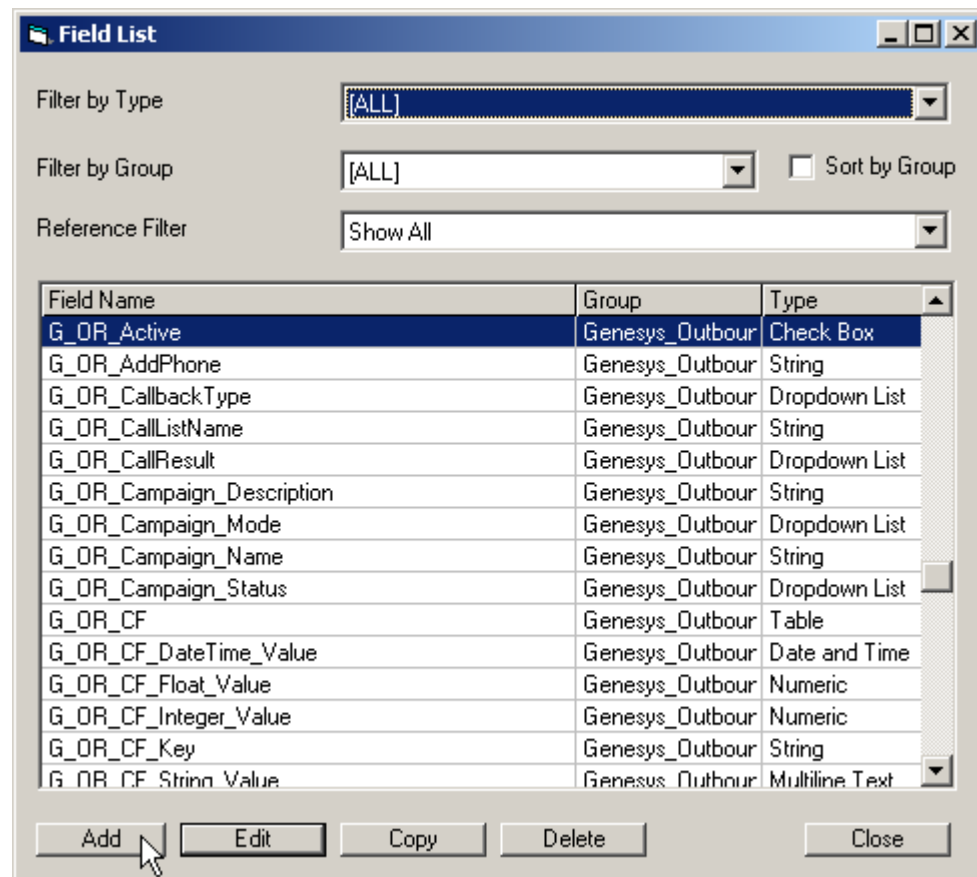 Field List
Filter by Type [ALL]
Filter by Group [ALL] Sort by Group
Reference Filter Show All
Field Name Group Type
G_OR_Active Genesys_Outbour Check Box
G_OR_AddPhone Genesys_Outbour String
G_OR_CallbackType Genesys_Outbour Dropdown List
G_OR_CallListName Genesys_Outbour String
G_OR_CallResult Genesys_Outbour Dropdown List
G_OR_Campaign_Description Genesys_Outbour String
G_OR_Campaign_Mode Genesys_Outbour Dropdown List
G_OR_Campaign_Name Genesys_Outbour String
G_OR_Campaign_Status Genesys_Outbour Dropdown List
G_OR_CF Genesys_Outbour Table
G_OR_CF_DateTime_Value Genesys_Outbour Date and Time
G_OR_CF_Float_Value Genesys_Outbour Numeric
G_OR_CF_Integer_Value Genesys_Outbour Numeric
G_OR_CF_Key Genesys_Outbour String
G_OR_CF_String_Value Genesys_Outbour Multiline Text
Add Edit Copy Delete Close